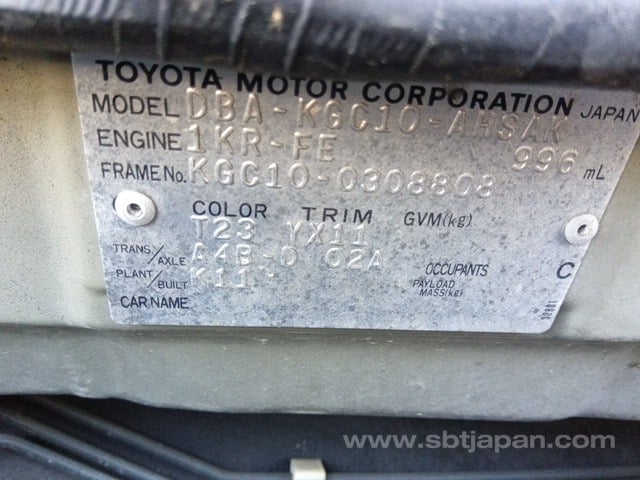 TOYOTA MOTOR CORPORATION JAPAN
MODEL DBA-KGC10-AHSAK
ENGINE 1KR-FE 996 mL
FRAME No. KGC10-0308808
COLOR TRIM GVM(kg)
T23 YX11
TRANS./AXLE A4B-D 02A
PLANT/BUILT K11
OCCUPANTS C
PAYLOAD MASS(kg)
CAR NAME
www.sbtjapan.com